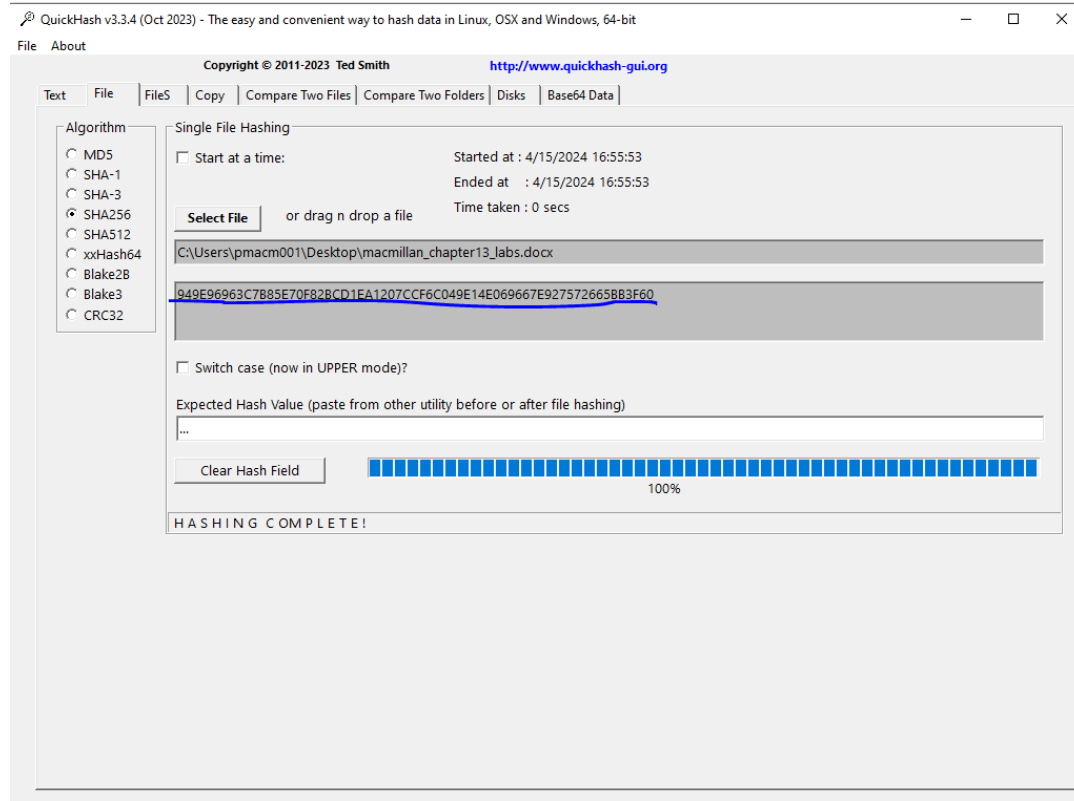 QuickHash v3.3.4 (Oct 2023) - The easy and convenient way to hash data in Linux, OSX and Windows, 64-bit
File About
Copyright © 2011-2023 Ted Smith http://www.quickhash-gui.org
Text File FileS Copy Compare Two Files Compare Two Folders Disks Base64 Data
Algorithm
MD5
SHA-1
SHA-3
SHA256
SHA512
xxHash64
Blake2B
Blake3
CRC32
Single File Hashing
Start at a time:
Started at : 4/15/2024 16:55:53
Ended at : 4/15/2024 16:55:53
Time taken : 0 secs
Select File or drag n drop a file
C:\Users\pmacm001\Desktop\macmillan_chapter13_labs.docx
949E96963C7B85E70F82BCD1EA1207CCF6C049E14E069667E927572665BB3F60
Switch case (now in UPPER mode)?
Expected Hash Value (paste from other utility before or after file hashing)
...
Clear Hash Field
100%
HASHING COMPLETE!